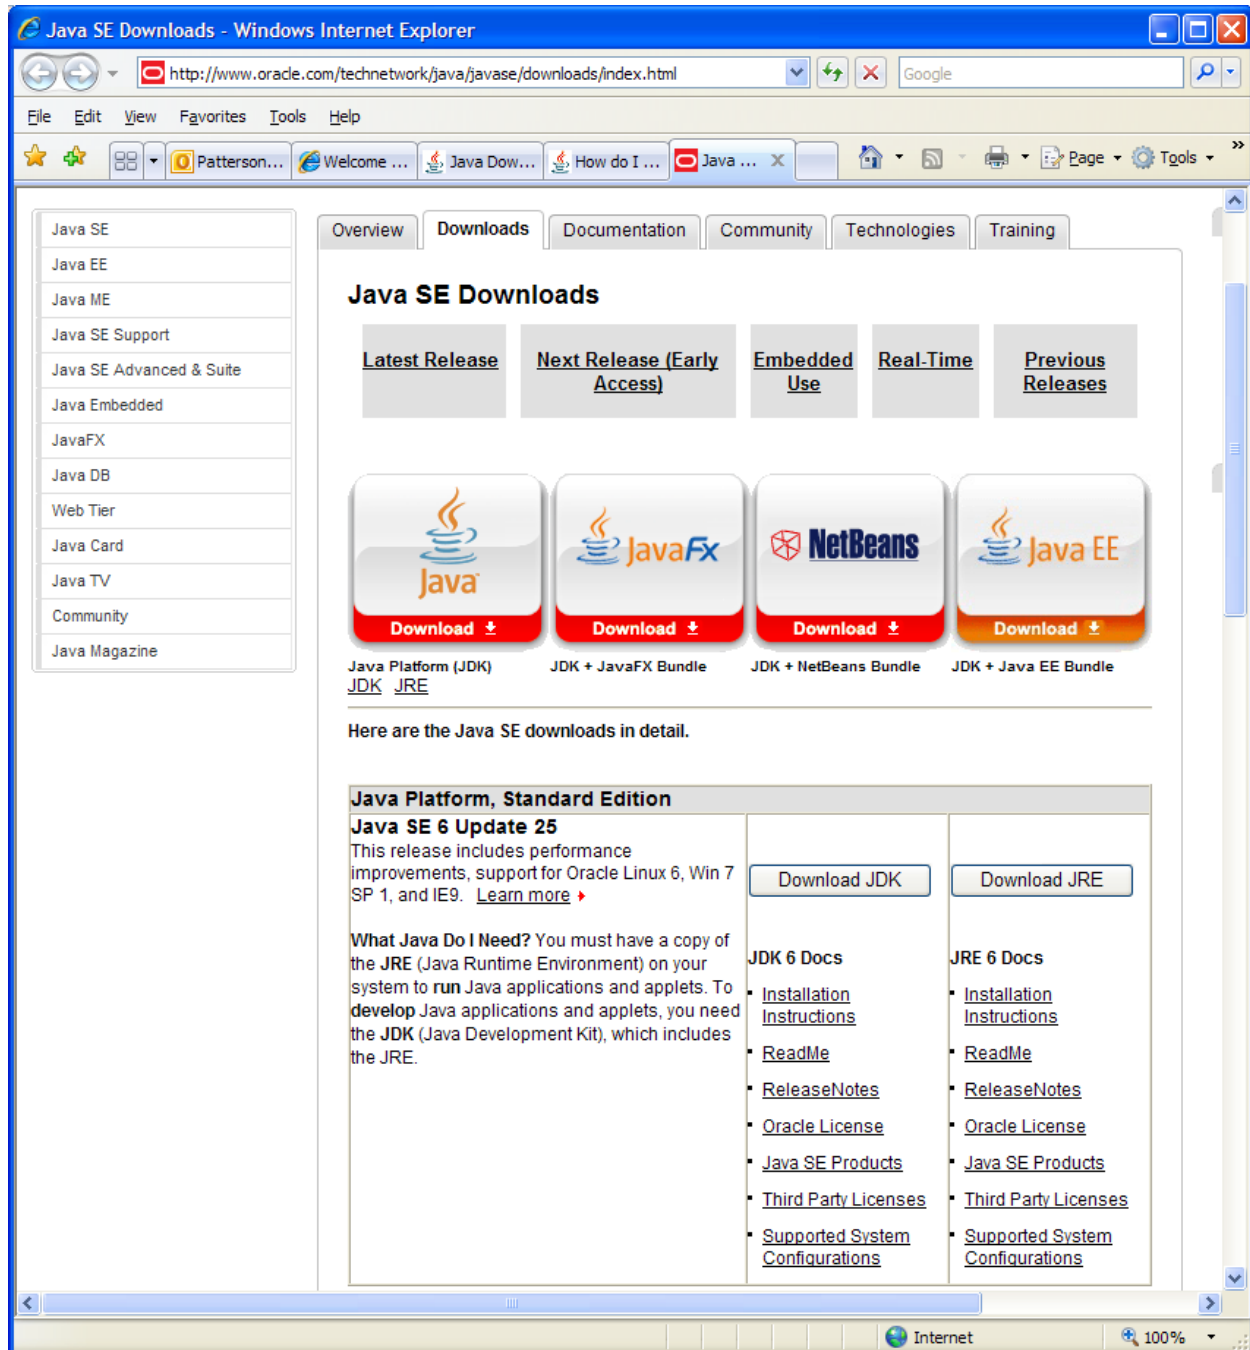 Java SE Downloads - Windows Internet Explorer
http://www.oracle.com/technetwork/java/javase/downloads/index.html
Google
File Edit View Favorites Tools Help
Patterson... Welcome ... Java Dow... How do I ... Java ... Page Tools
Java SE
Java EE
Java ME
Java SE Support
Java SE Advanced & Suite
Java Embedded
JavaFX
Java DB
Web Tier
Java Card
Java TV
Community
Java Magazine
Overview Downloads Documentation Community Technologies Training
Java SE Downloads
Latest Release
Next Release (Early
Access)
Embedded
Use
Real-Time
Previous
Releases
Java
Download
JavaFX
Download
NetBeans
Download
Java EE
Download
Java Platform (JDK)
JDK JRE
JDK + JavaFX Bundle
JDK + NetBeans Bundle
JDK + Java EE Bundle
Here are the Java SE downloads in detail.
Java Platform, Standard Edition
Java SE 6 Update 25
This release includes performance
improvements, support for Oracle Linux 6, Win 7
SP 1, and IE9. Learn more
What Java Do I Need? You must have a copy of
the JRE (Java Runtime Environment) on your
system to run Java applications and applets. To
develop Java applications and applets, you need
the JDK (Java Development Kit), which includes
the JRE.
Download JDK
JDK 6 Docs
Installation
Instructions
ReadMe
ReleaseNotes
Oracle License
Java SE Products
Third Party Licenses
Supported System
Configurations
Download JRE
JRE 6 Docs
Installation
Instructions
ReadMe
ReleaseNotes
Oracle License
Java SE Products
Third Party Licenses
Supported System
Configurations
Internet
100%